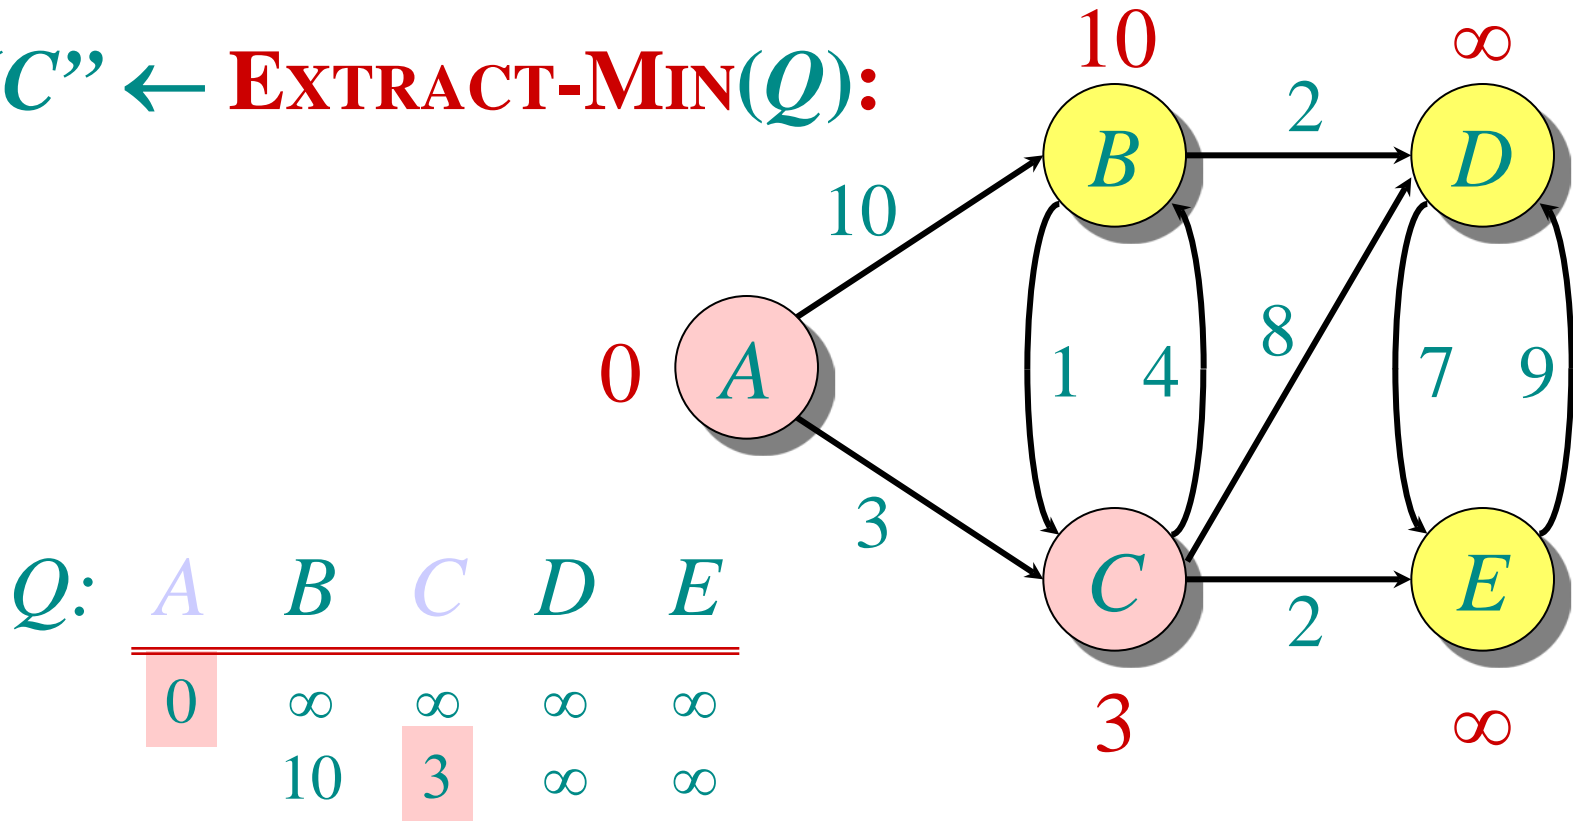 C” ← EXTRACT-MIN(Q):
10
∞
B
2
D
10
A
0
1
4
8
7
9
3
C
2
E
3
∞
Q: A B C D E
0 ∞ ∞ ∞ ∞
10 3 ∞ ∞